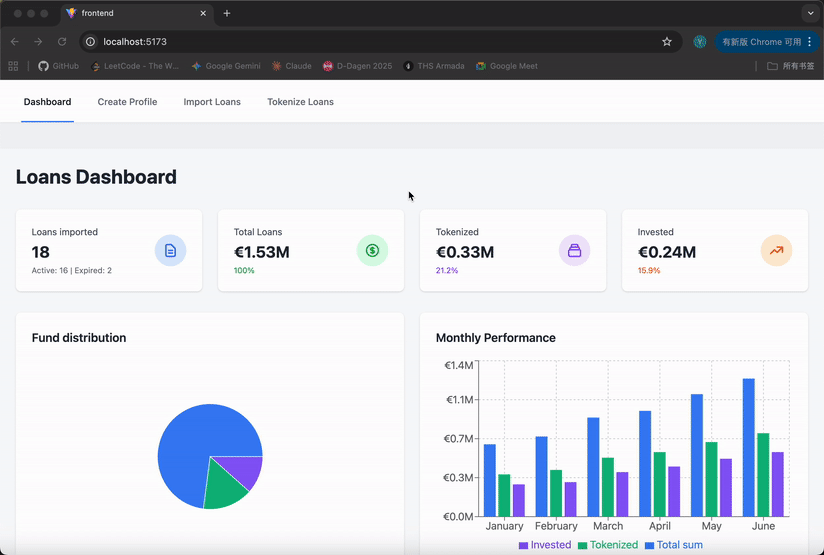 frontend
localhost:5173
有新版 Chrome 可用
GitHub
LeetCode - The W...
Google Gemini
Claude
D-Dagen 2025
THS Armada
Google Meet
所有书签
Dashboard
Create Profile
Import Loans
Tokenize Loans
Loans Dashboard
Loans imported
18
Active: 16 | Expired: 2
Total Loans
€1.53M
100%
Tokenized
€0.33M
21.2%
Invested
€0.24M
15.9%
Fund distribution
Monthly Performance
€1.4M
€1.1M
€0.7M
€0.3M
€0.0M
January February March April May June
Invested Tokenized Total sum